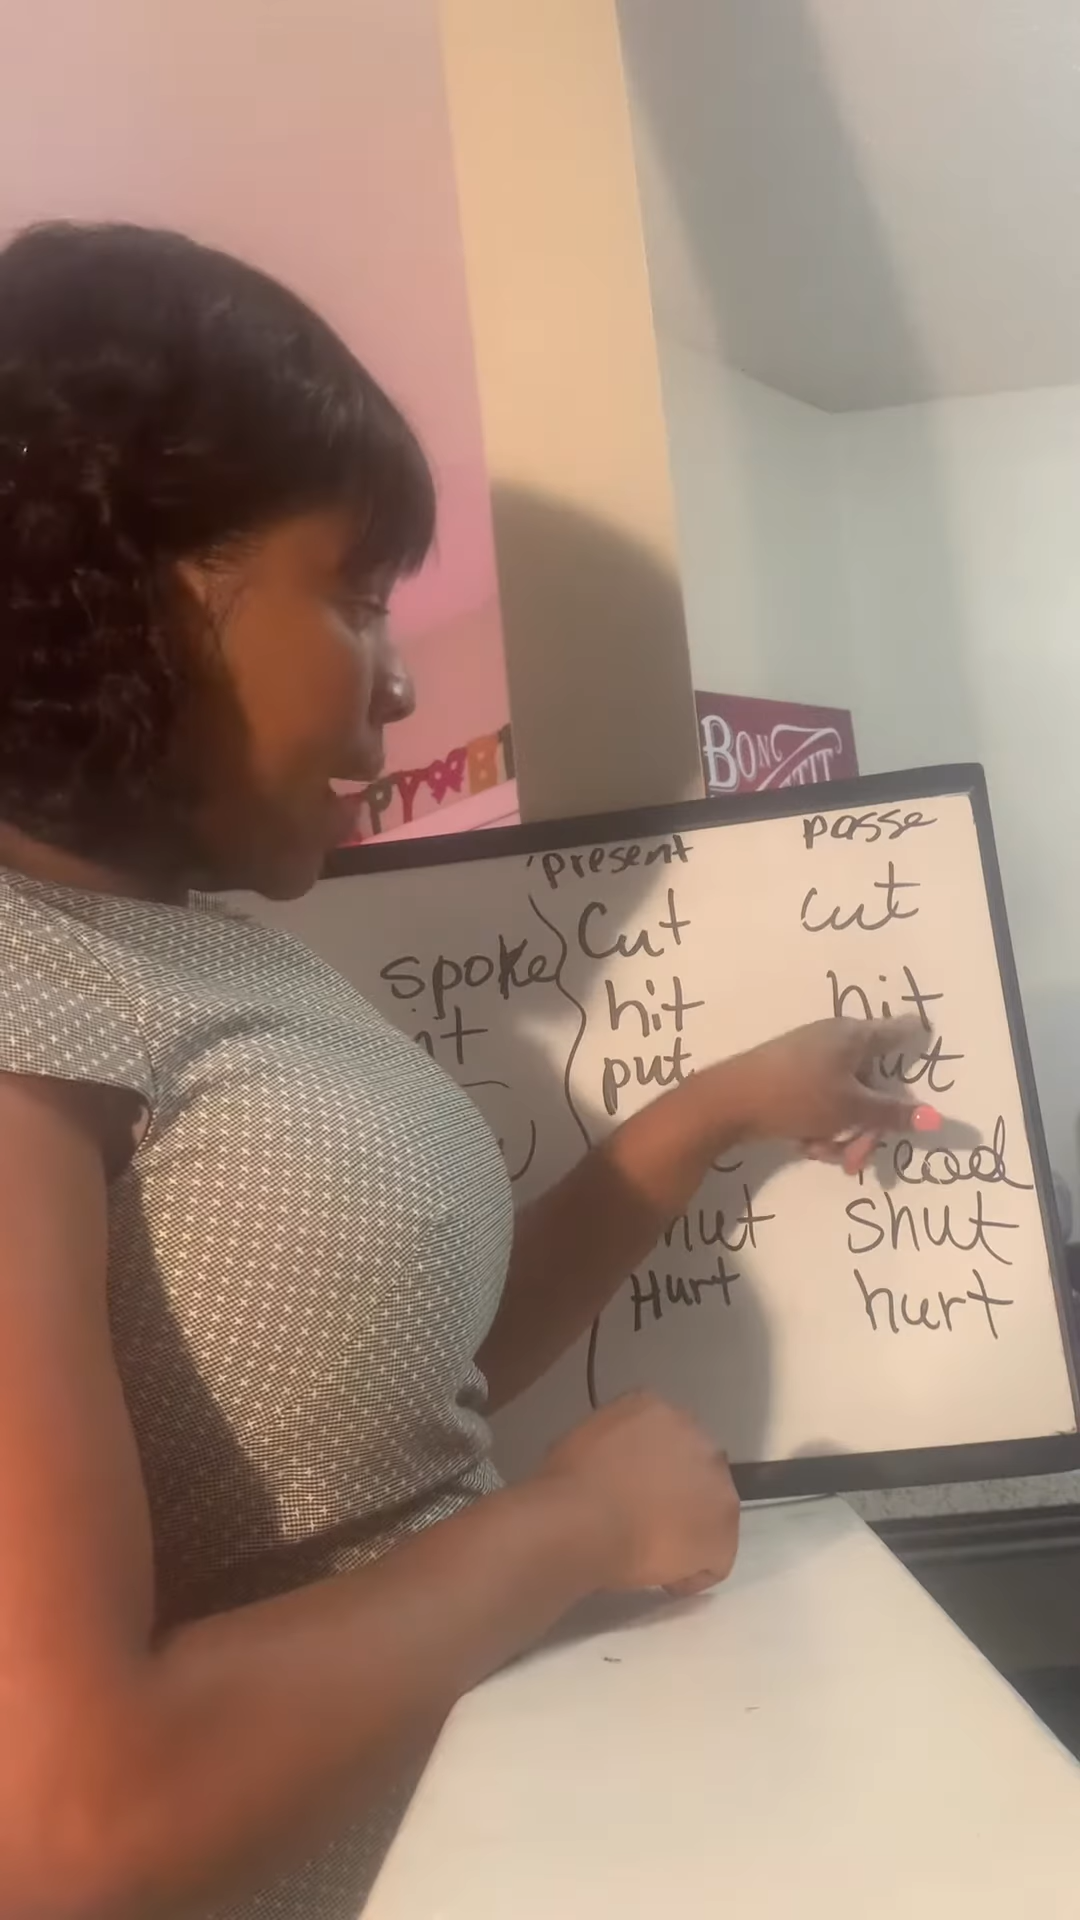 BON
present passe
cut cut
spoke
hit hit
put
read
shut
Hurt hurt